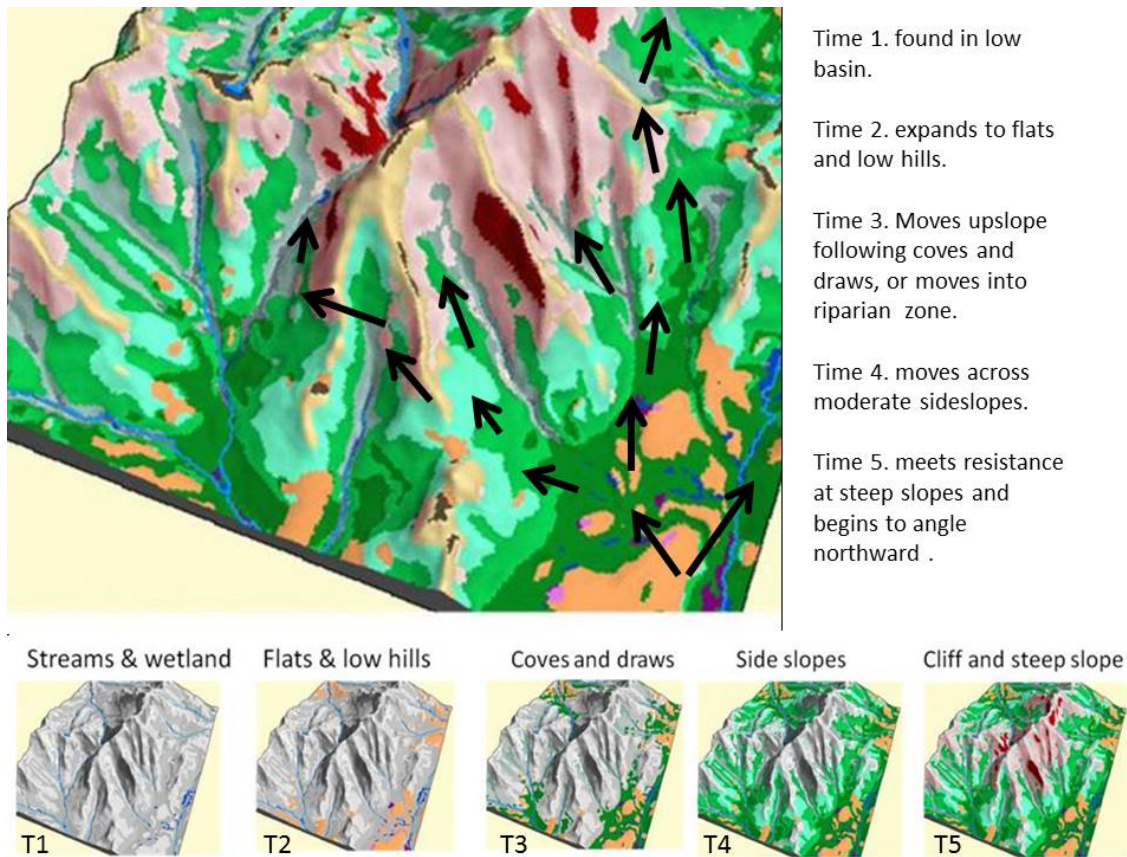 Time 1. found in low
basin.
Time 2. expands to flats
and low hills.
Time 3. Moves upslope
following coves and
draws, or moves into
riparian zone.
Time 4. moves across
moderate sideslopes.
Time 5. meets resistance
at steep slopes and
begins to angle
northward .
Streams & wetland
Flats & low hills
Coves and draws
Side slopes
Cliff and steep slope
T1
T2
T3
T4
T5